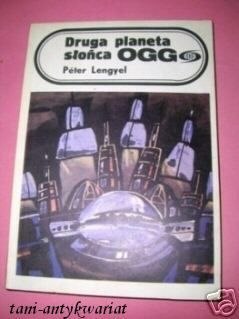 Druga planeta
słońca OGG
Péter Lengyel
tani-antykwariat